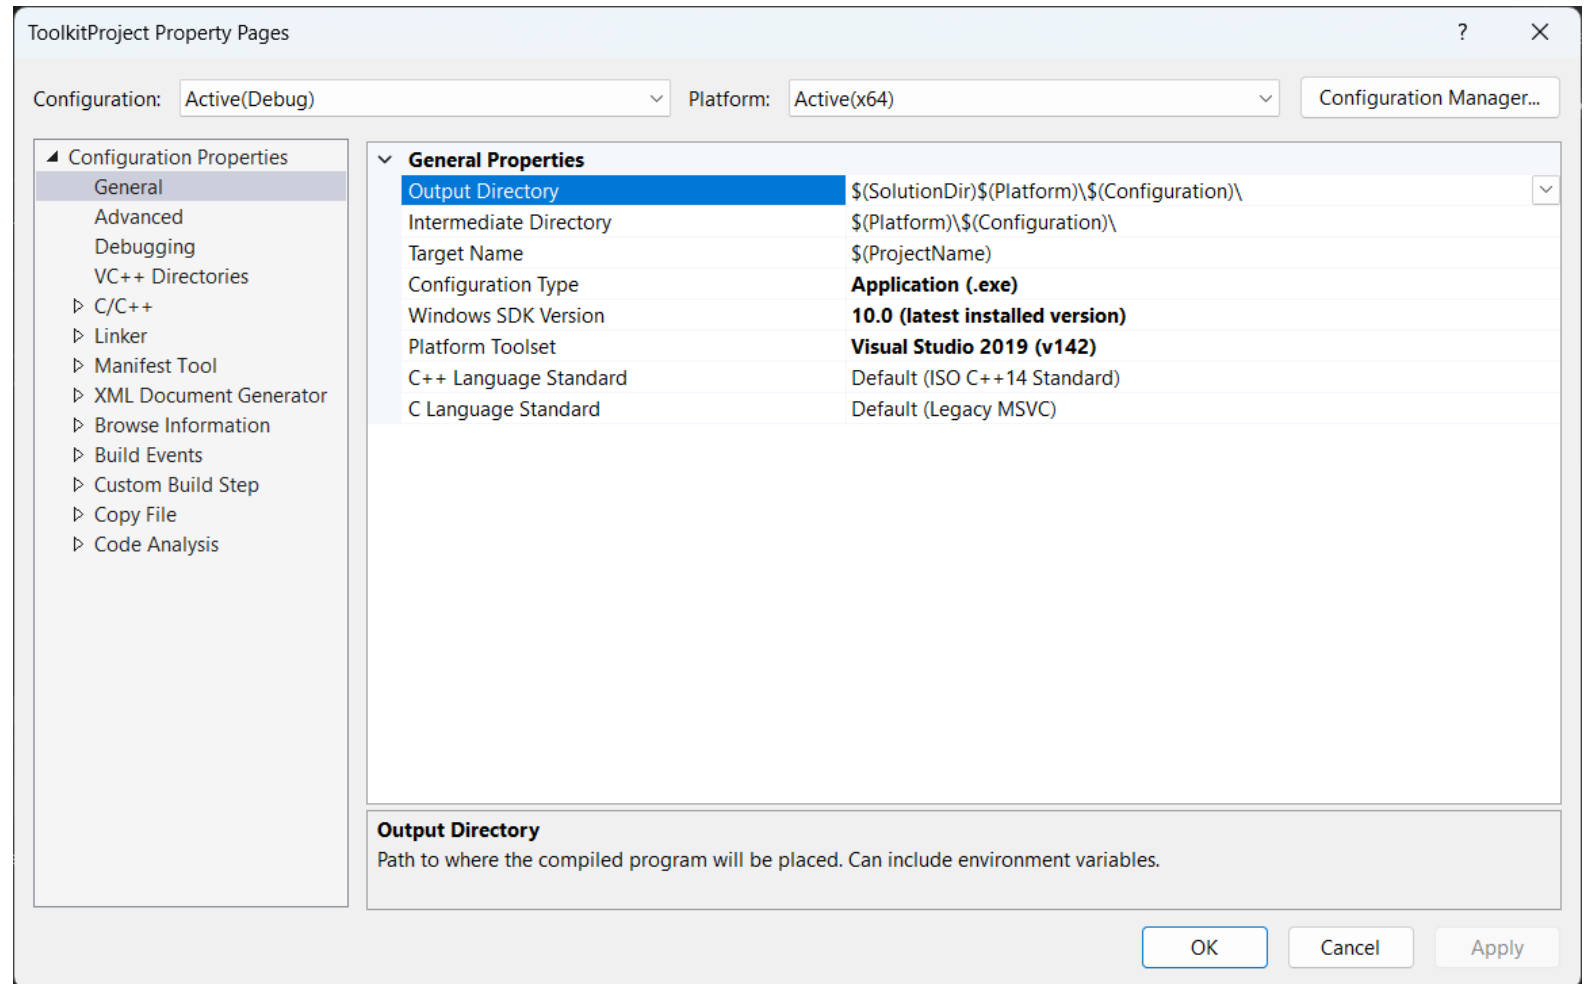 ToolkitProject Property Pages
?
Configuration: Active(Debug) Platform: Active(x64) Configuration Manager...
Configuration Properties
General
Advanced
Debugging
VC++ Directories
C/C++
Linker
Manifest Tool
XML Document Generator
Browse Information
Build Events
Custom Build Step
Copy File
Code Analysis
General Properties
Output Directory $(SolutionDir)$(Platform)\$(Configuration)\
Intermediate Directory $(Platform)\$(Configuration)\
Target Name $(ProjectName)
Configuration Type Application (.exe)
Windows SDK Version 10.0 (latest installed version)
Platform Toolset Visual Studio 2019 (v142)
C++ Language Standard Default (ISO C++14 Standard)
C Language Standard Default (Legacy MSVC)
Output Directory
Path to where the compiled program will be placed. Can include environment variables.
OK Cancel Apply